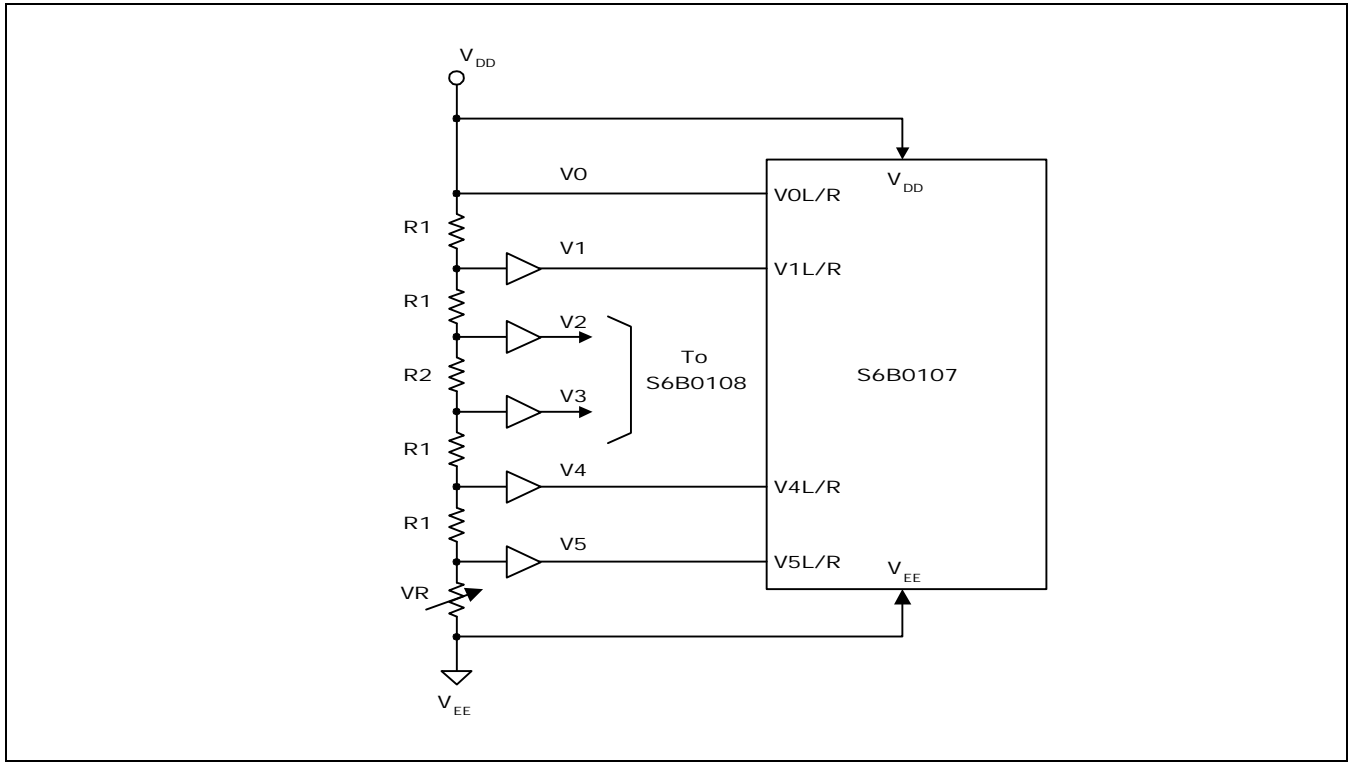 VDD
V0
V0L/R
VDD
R1
V1
V1L/R
R1
V2
To
S6B0108
S6B0107
R2
V3
R1
V4
V4L/R
R1
V5
V5L/R
VEE
VR
VEE